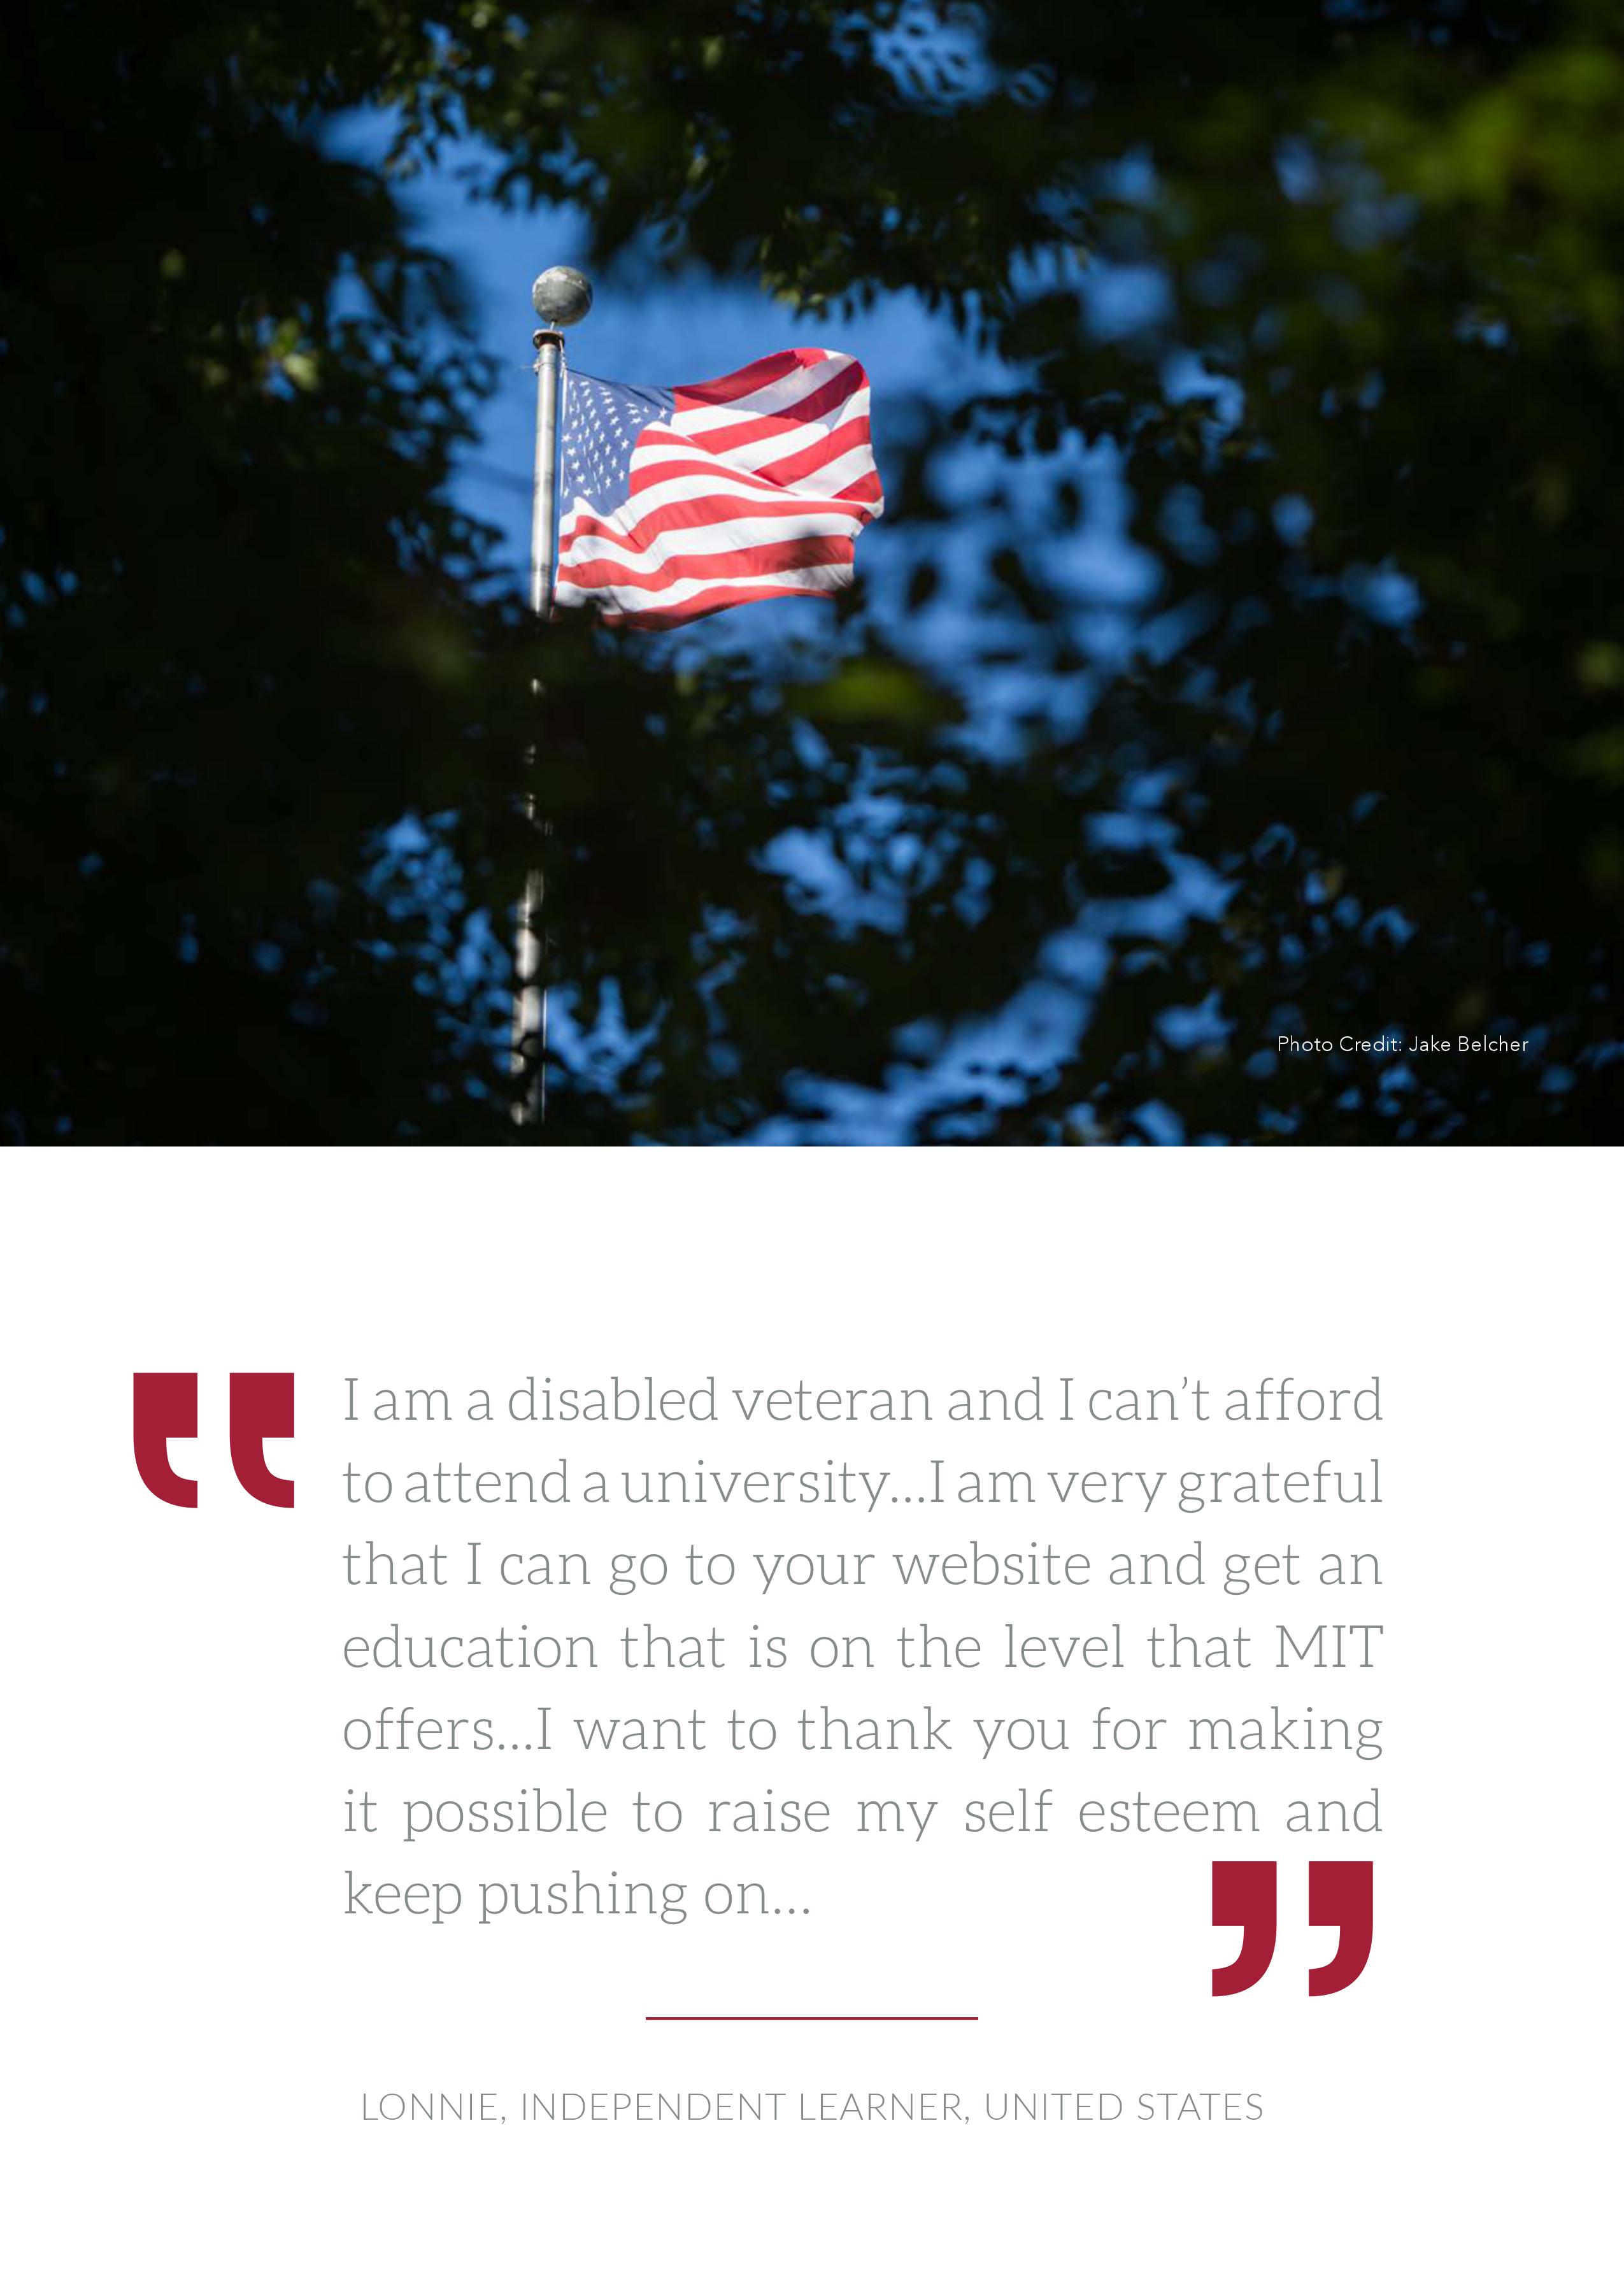 Photo Credit: Jake Belcher
“I am a disabled veteran and I can’t afford
to attend a university...I am very grateful
that I can go to your website and get an
education that is on the level that MIT
offers...I want to thank you for making
it possible to raise my self esteem and
keep pushing on...”
LONNIE, INDEPENDENT LEARNER, UNITED STATES